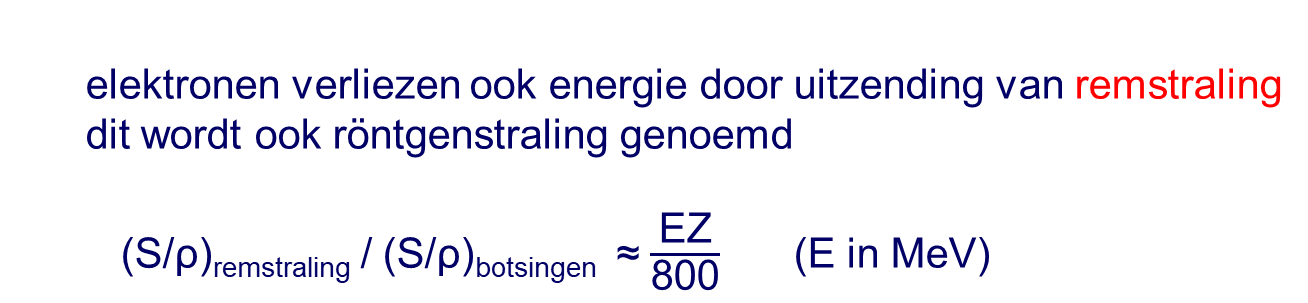 elektronen verliezen ook energie door uitzending van remstraling
dit wordt ook röntgenstraling genoemd
(S/ρ)remstraling / (S/ρ)botsingen ≈ EZ/800 (E in MeV)